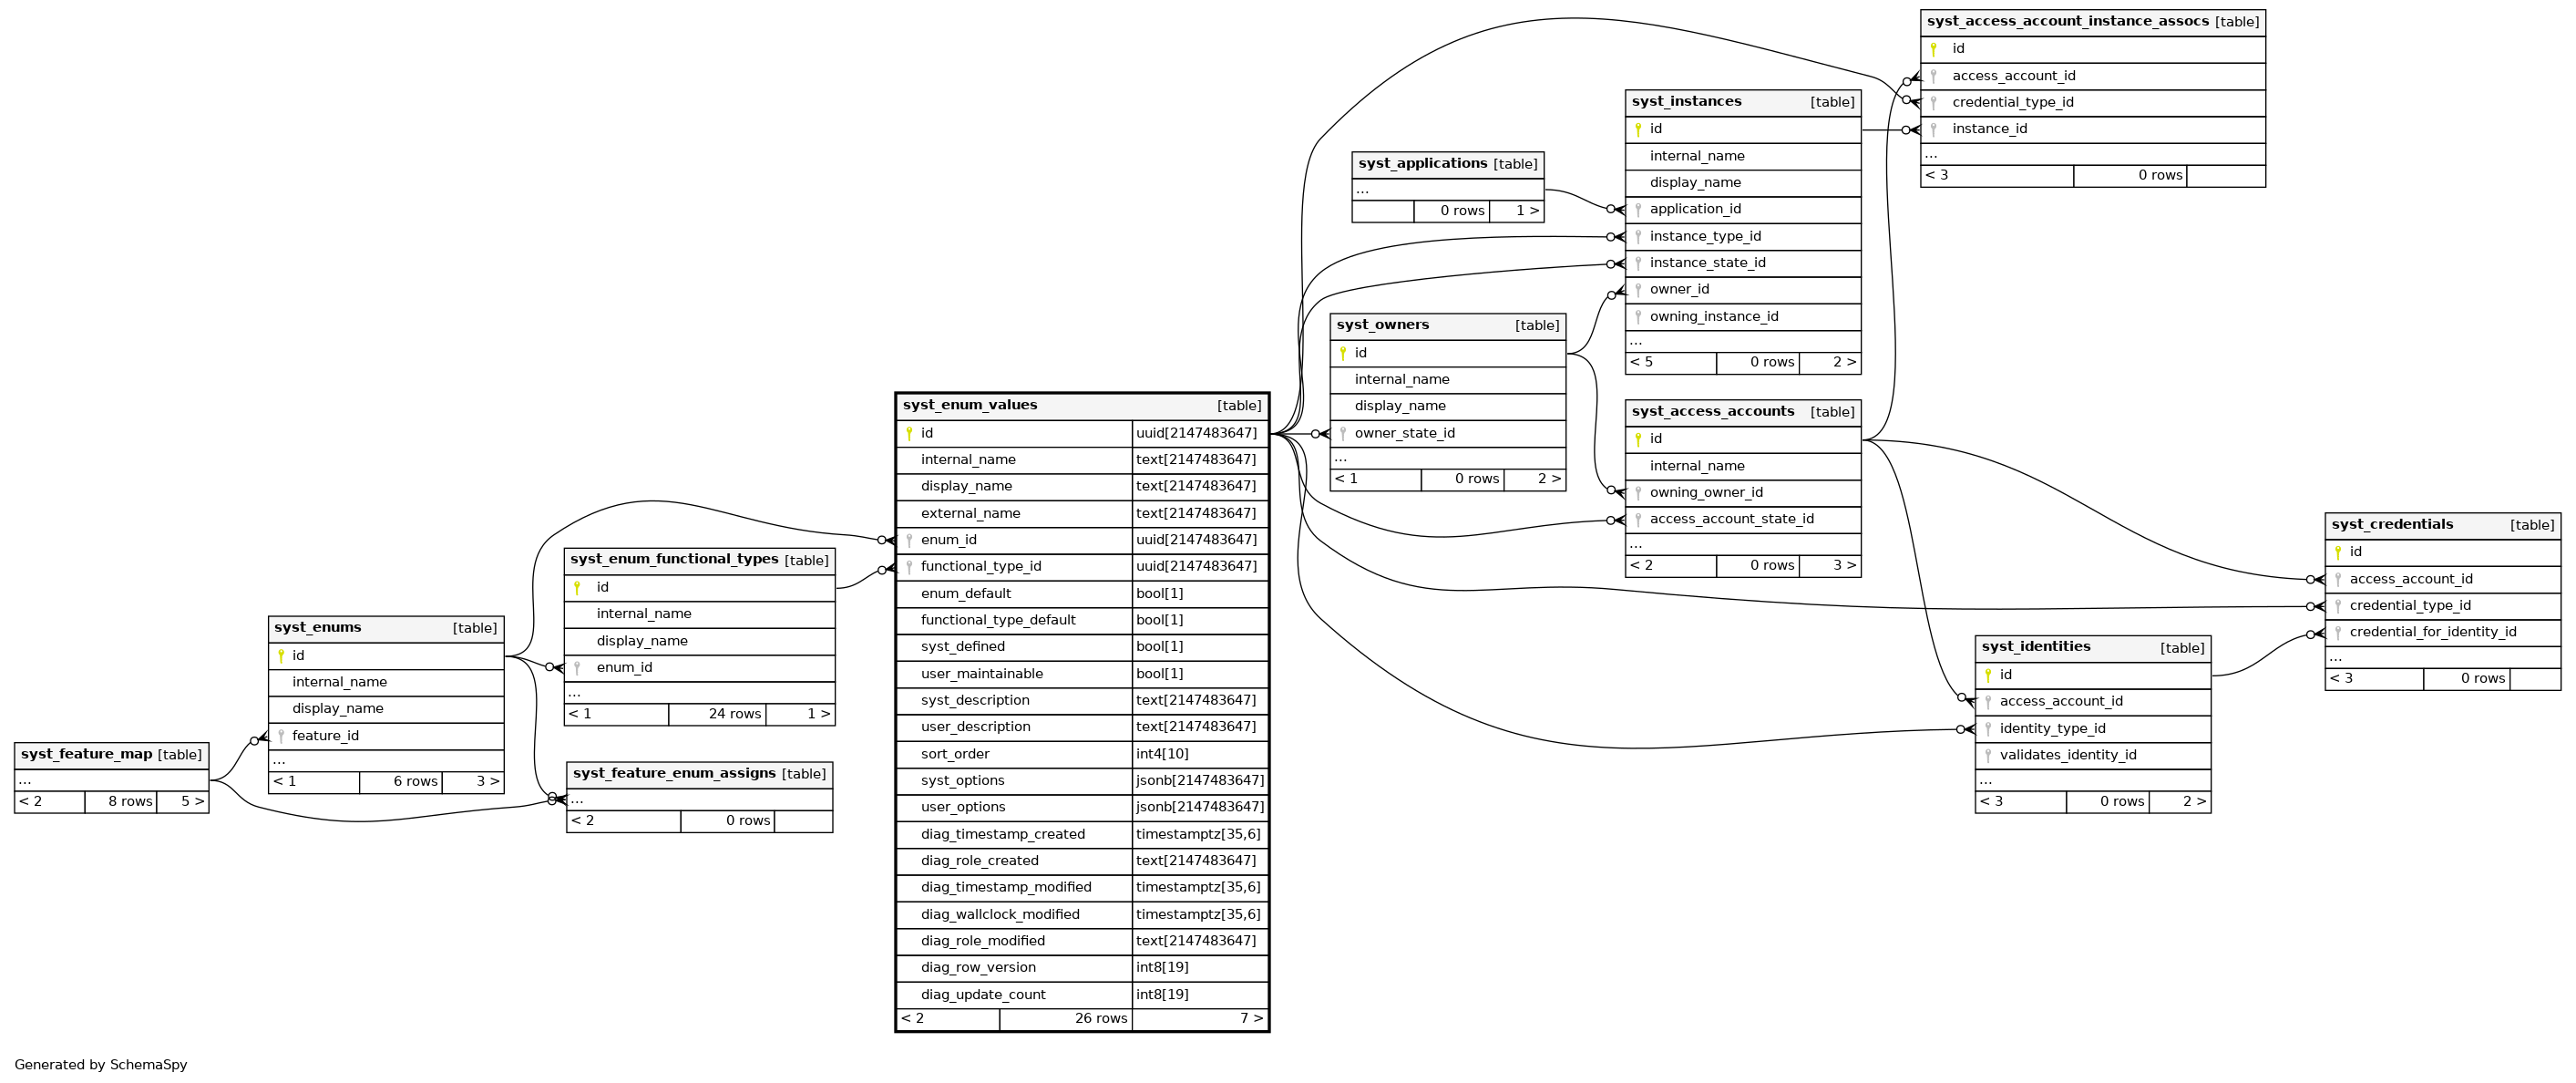 syst_access_account_instance_assocs [table]
id
access_account_id
credential_type_id
instance_id
...
< 3 0 rows
syst_instances [table]
id
internal_name
display_name
application_id
instance_type_id
instance_state_id
owner_id
owning_instance_id
...
< 5 0 rows 2 >
syst_applications [table]
...
0 rows 1 >
syst_owners [table]
id
internal_name
display_name
owner_state_id
...
< 1 0 rows 2 >
syst_access_accounts [table]
id
internal_name
owning_owner_id
access_account_state_id
...
< 2 0 rows 3 >
syst_enum_values [table]
id uuid[2147483647]
internal_name text[2147483647]
display_name text[2147483647]
external_name text[2147483647]
enum_id uuid[2147483647]
functional_type_id uuid[2147483647]
enum_default bool[1]
functional_type_default bool[1]
syst_defined bool[1]
user_maintainable bool[1]
syst_description text[2147483647]
user_description text[2147483647]
sort_order int4[10]
syst_options jsonb[2147483647]
user_options jsonb[2147483647]
diag_timestamp_created timestamptz[35,6]
diag_role_created text[2147483647]
diag_timestamp_modified timestamptz[35,6]
diag_wallclock_modified timestamptz[35,6]
diag_role_modified text[2147483647]
diag_row_version int8[19]
diag_update_count int8[19]
< 2 26 rows 7 >
syst_credentials [table]
id
access_account_id
credential_type_id
credential_for_identity_id
...
< 3 0 rows
syst_identities [table]
id
access_account_id
identity_type_id
validates_identity_id
...
< 3 0 rows 2 >
syst_enum_functional_types [table]
id
internal_name
display_name
enum_id
...
< 1 24 rows 1 >
syst_enums [table]
id
internal_name
display_name
feature_id
...
< 1 6 rows 3 >
syst_feature_map [table]
...
< 2 8 rows 5 >
syst_feature_enum_assigns [table]
...
< 2 0 rows
Generated by SchemaSpy